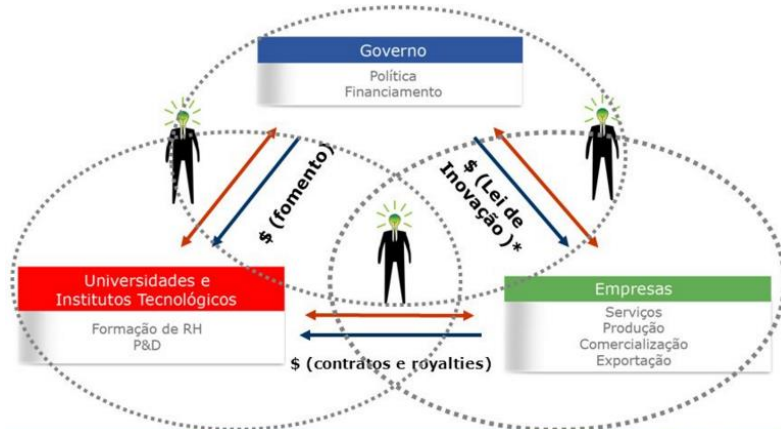 Governo
Política
Financiamento
$ (fomento)
$ (Lei de
Inovação )*
Universidades e
Institutos Tecnológicos
Formação de RH
P&D
Empresas
Serviços
Produção
Comercialização
Exportação
$ (contratos e royalties)